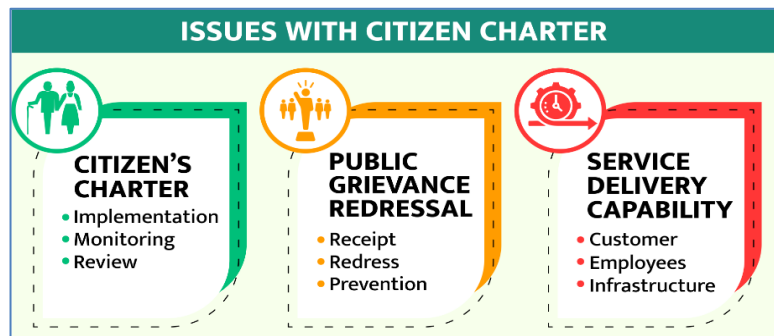 ISSUES WITH CITIZEN CHARTER
CITIZEN'S
CHARTER
• Implementation
• Monitoring
• Review
PUBLIC
GRIEVANCE
REDRESSAL
• Receipt
• Redress
• Prevention
SERVICE
DELIVERY
CAPABILITY
• Customer
• Employees
• Infrastructure